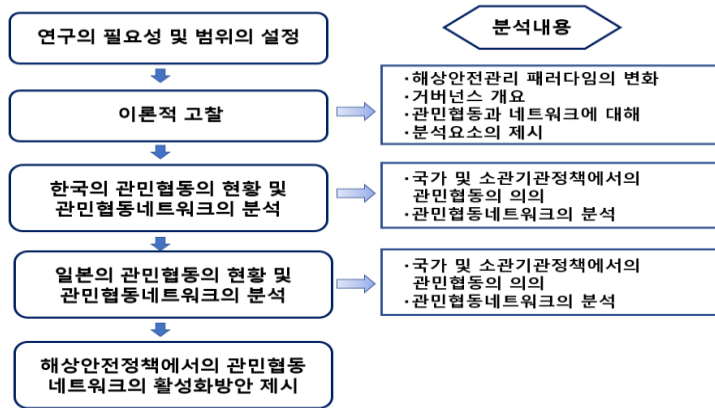 연구의 필요성 및 범위의 설정
분석내용
이론적 고찰
·해상안전관리 패러다임의 변화
·거버넌스 개요
·관민협동과 네트워크에 대해
·분석요소의 제시
한국의 관민협동의 현황 및
관민협동네트워크의 분석
·국가 및 소관기관정책에서의
관민협동의 의의
·관민협동네트워크의 분석
일본의 관민협동의 현황 및
관민협동네트워크의 분석
·국가 및 소관기관정책에서의
관민협동의 의의
·관민협동네트워크의 분석
해상안전정책에서의 관민협동
네트워크의 활성화방안 제시